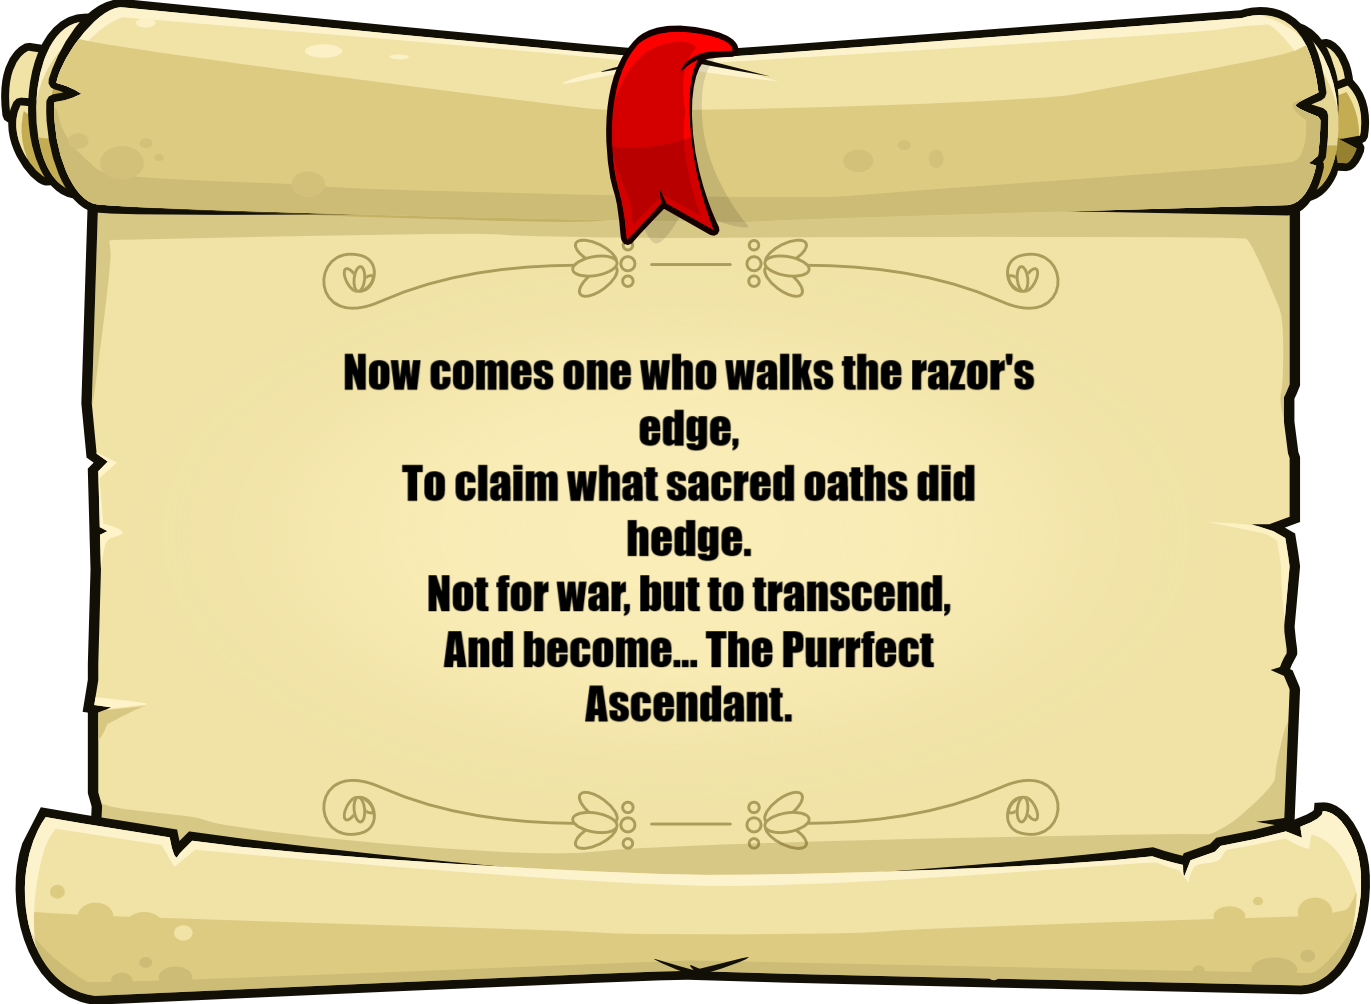 Now comes one who walks the razor's
edge,
To claim what sacred oaths did
hedge.
Not for war, but to transcend,
And become... The Purrfect
Ascendant.